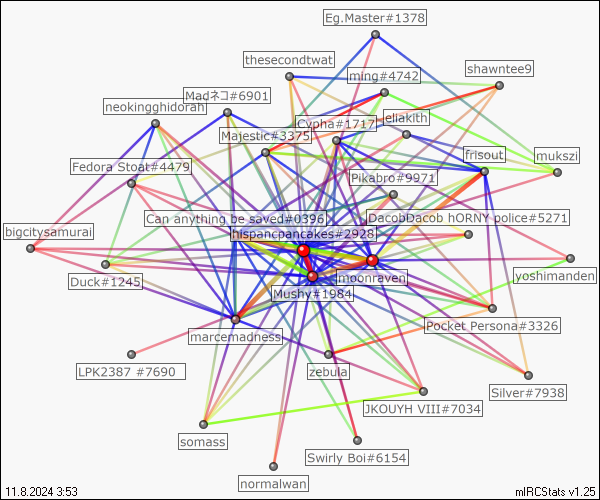 Eg.Master#1378
thesecondtwat
shawntee9
ming#4742
Madネコ#6901
neokingghidorah
Cypha#1717
eliakith
Majestic#3375
frisout
mukszi
Fedora Stoat#4479
Pikabro#9971
Can anything be saved#0396
DacobDacob hORNY police#5271
bigcitysamurai
hispancpancakes#2928
Duck#1245
moonraven
yoshimanden
Mushy#1984
Pocket Persona#3326
marcemadness
LPK2387 #7690
zebula
Silver#7938
JKOUYH VIII#7034
somass
Swirly Boi#6154
normalwan
11.8.2024 3:53
mIRCStats v1.25